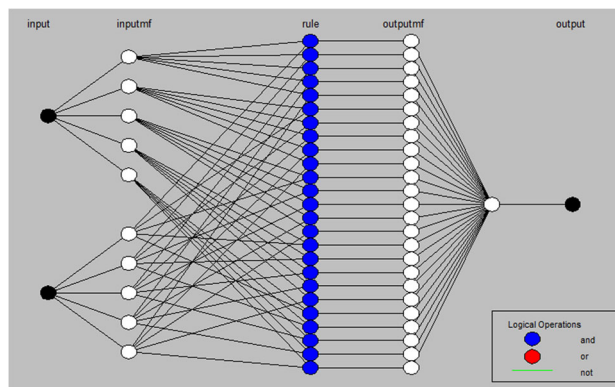 input inputmf rule outputmf output
Logical Operations
and
or
not